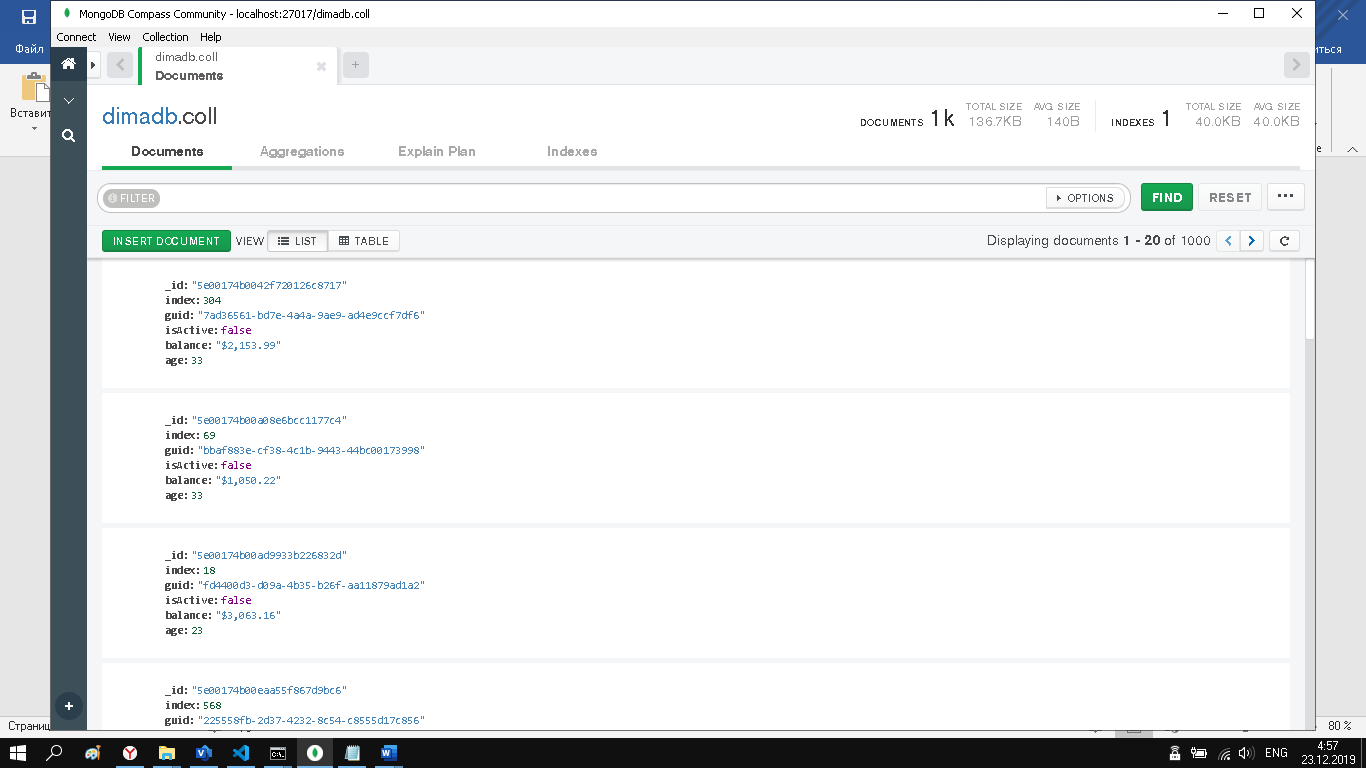 MongoDB Compass Community - localhost:27017/dimadb.coll
Файл
Connect View Collection Help
dimadb.coll
Documents
иться
Вставит
dimadb.coll
DOCUMENTS 1k TOTAL SIZE 136.7KB AVG. SIZE 140B INDEXES 1 TOTAL SIZE 40.0KB AVG. SIZE 40.0KB
Documents Aggregations Explain Plan Indexes
FILTER OPTIONS FIND RESET ...
INSERT DOCUMENT VIEW LIST TABLE Displaying documents 1 - 20 of 1000
_id: "5e00174b0042f720126c8717"
index: 304
guid: "7ad36561-bd7e-4a4a-9ae9-ad4e9ccf7df6"
isActive: false
balance: "$2,153.99"
age: 33
_id: "5e00174b00a08e6bcc1177c4"
index: 69
guid: "bbaf883e-cf38-4c1b-9443-44bc00173998"
isActive: false
balance: "$1,050.22"
age: 33
_id: "5e00174b00ad9933b226832d"
index: 18
guid: "fd4400d3-d09a-4b35-b26f-aa11879ad1a2"
isActive: false
balance: "$3,063.16"
age: 23
_id: "5e00174b00eaa55f867d9bc6"
index: 568
guid: "225558fb-2d37-4232-8c54-c8555d17c856"
Страниц
80 %
ENG
4:57
23.12.2019